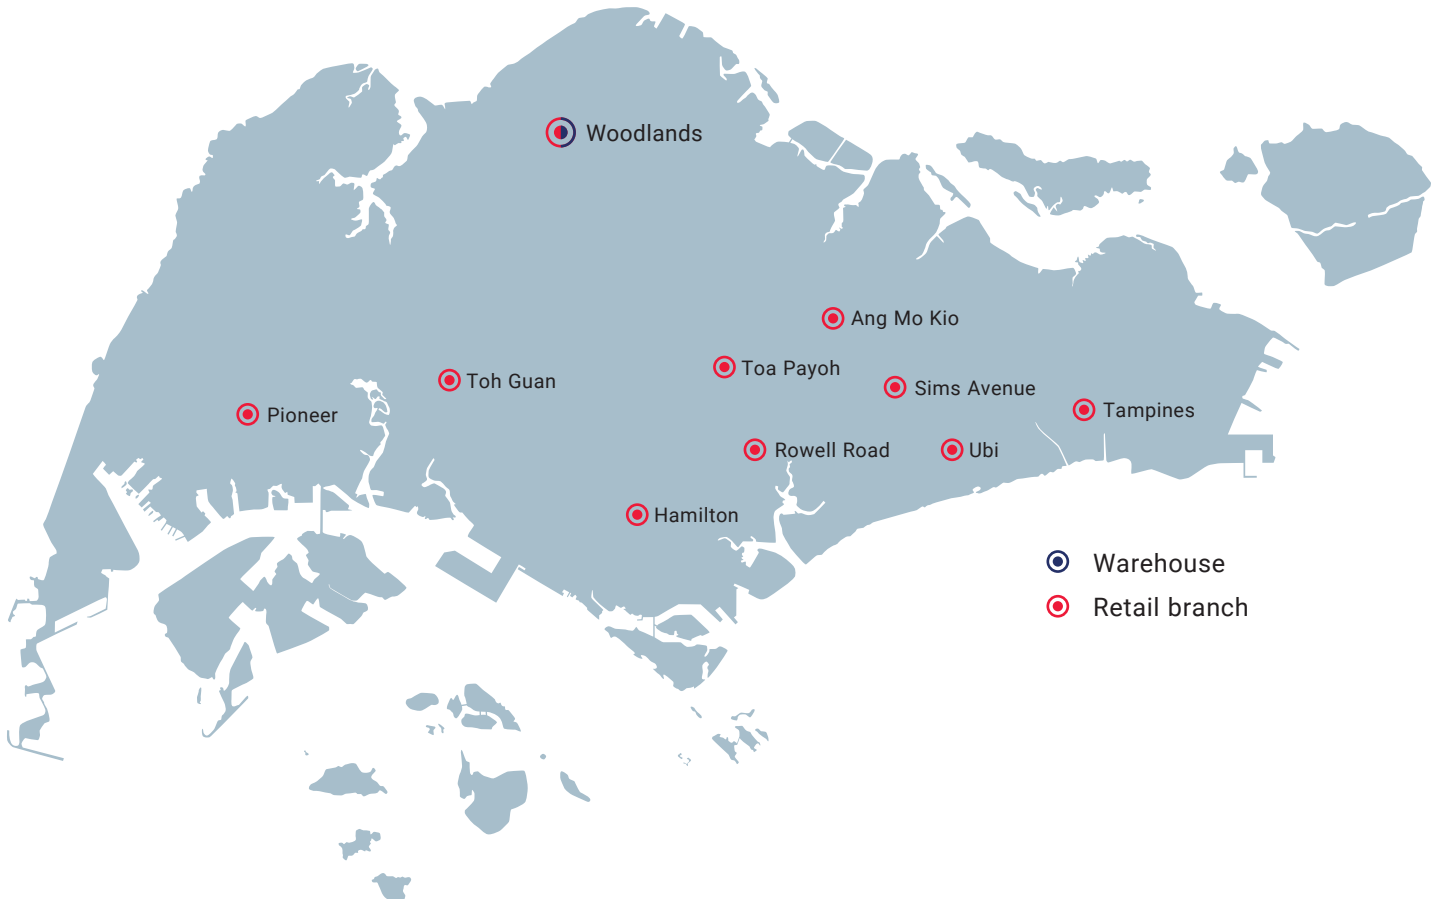 Woodlands
Ang Mo Kio
Toa Payoh
Toh Guan
Sims Avenue
Pioneer
Tampines
Rowell Road
Ubi
Hamilton
Warehouse
Retail branch